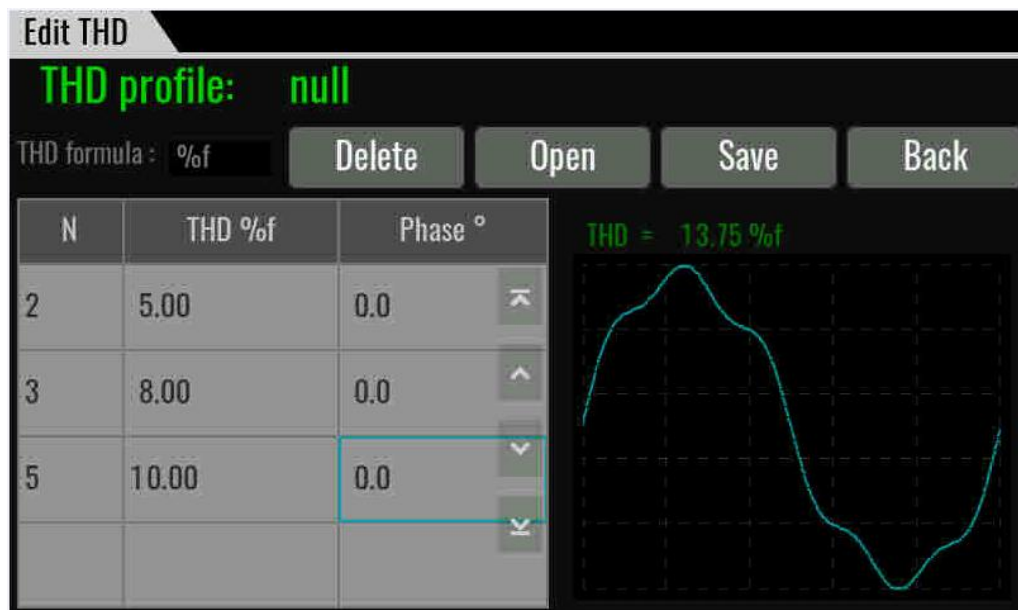 Edit THD
THD profile: null
THD formula : %f Delete Open Save Back
N THD %f Phase °
2 5.00 0.0
3 8.00 0.0
5 10.00 0.0
THD = 13.75 %f